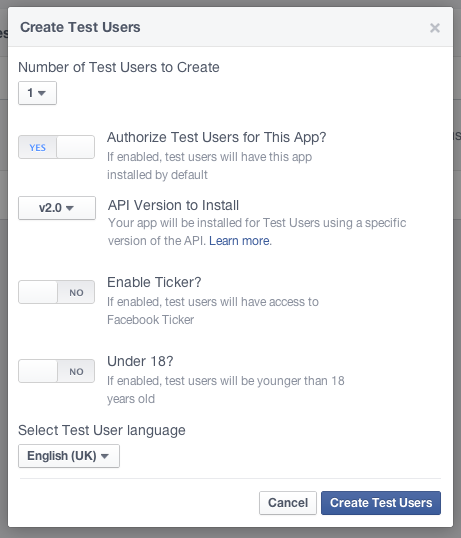 Create Test Users ×
Number of Test Users to Create
1
YES
Authorize Test Users for This App?
If enabled, test users will have this app
installed by default
v2.0
API Version to Install
Your app will be installed for Test Users using a specific
version of the API. Learn more.
NO
Enable Ticker?
If enabled, test users will have access to
Facebook Ticker
NO
Under 18?
If enabled, test users will be younger than 18
years old
Select Test User language
English (UK)
Cancel
Create Test Users